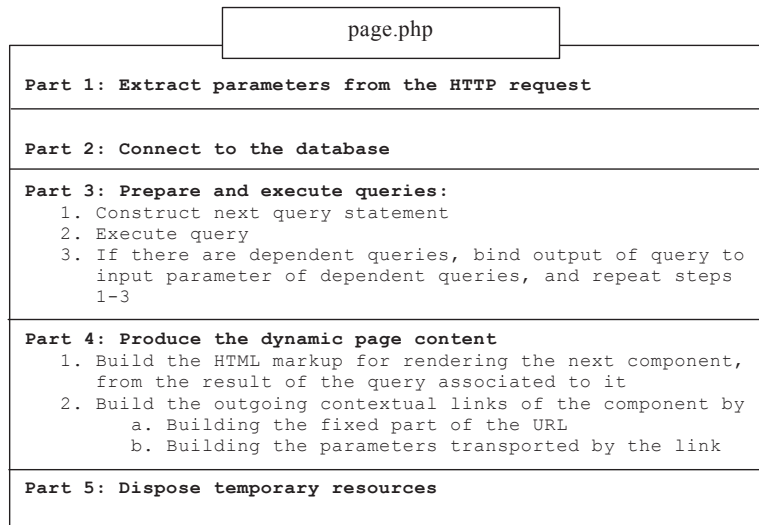 page.php
Part 1: Extract parameters from the HTTP request
Part 2: Connect to the database
Part 3: Prepare and execute queries:
1. Construct next query statement
2. Execute query
3. If there are dependent queries, bind output of query to
input parameter of dependent queries, and repeat steps
1-3
Part 4: Produce the dynamic page content
1. Build the HTML markup for rendering the next component,
from the result of the query associated to it
2. Build the outgoing contextual links of the component by
a. Building the fixed part of the URL
b. Building the parameters transported by the link
Part 5: Dispose temporary resources